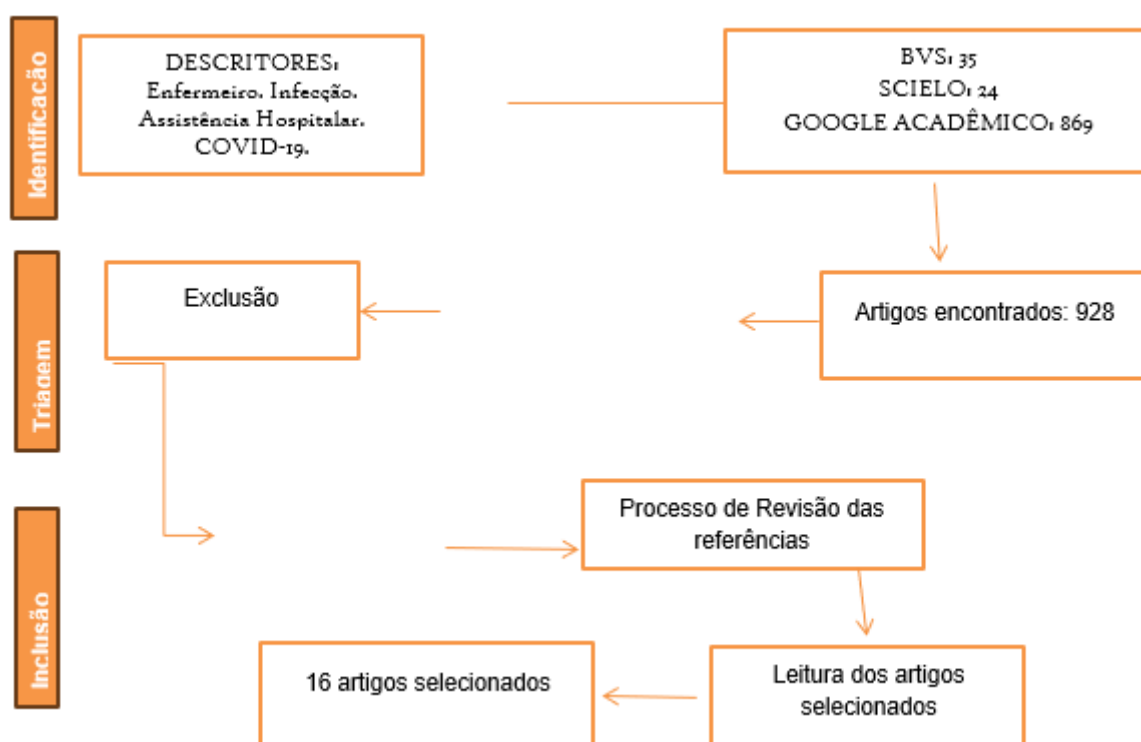 Identificação
DESCRITORES:
Enfermeiro. Infecção.
Assistência Hospitalar.
COVID-19.
BVS: 35
SCIELO: 24
GOOGLE ACADÊMICO: 869
Triagem
Exclusão
Artigos encontrados: 928
Inclusão
Processo de Revisão das
referências
16 artigos selecionados
Leitura dos artigos
selecionados